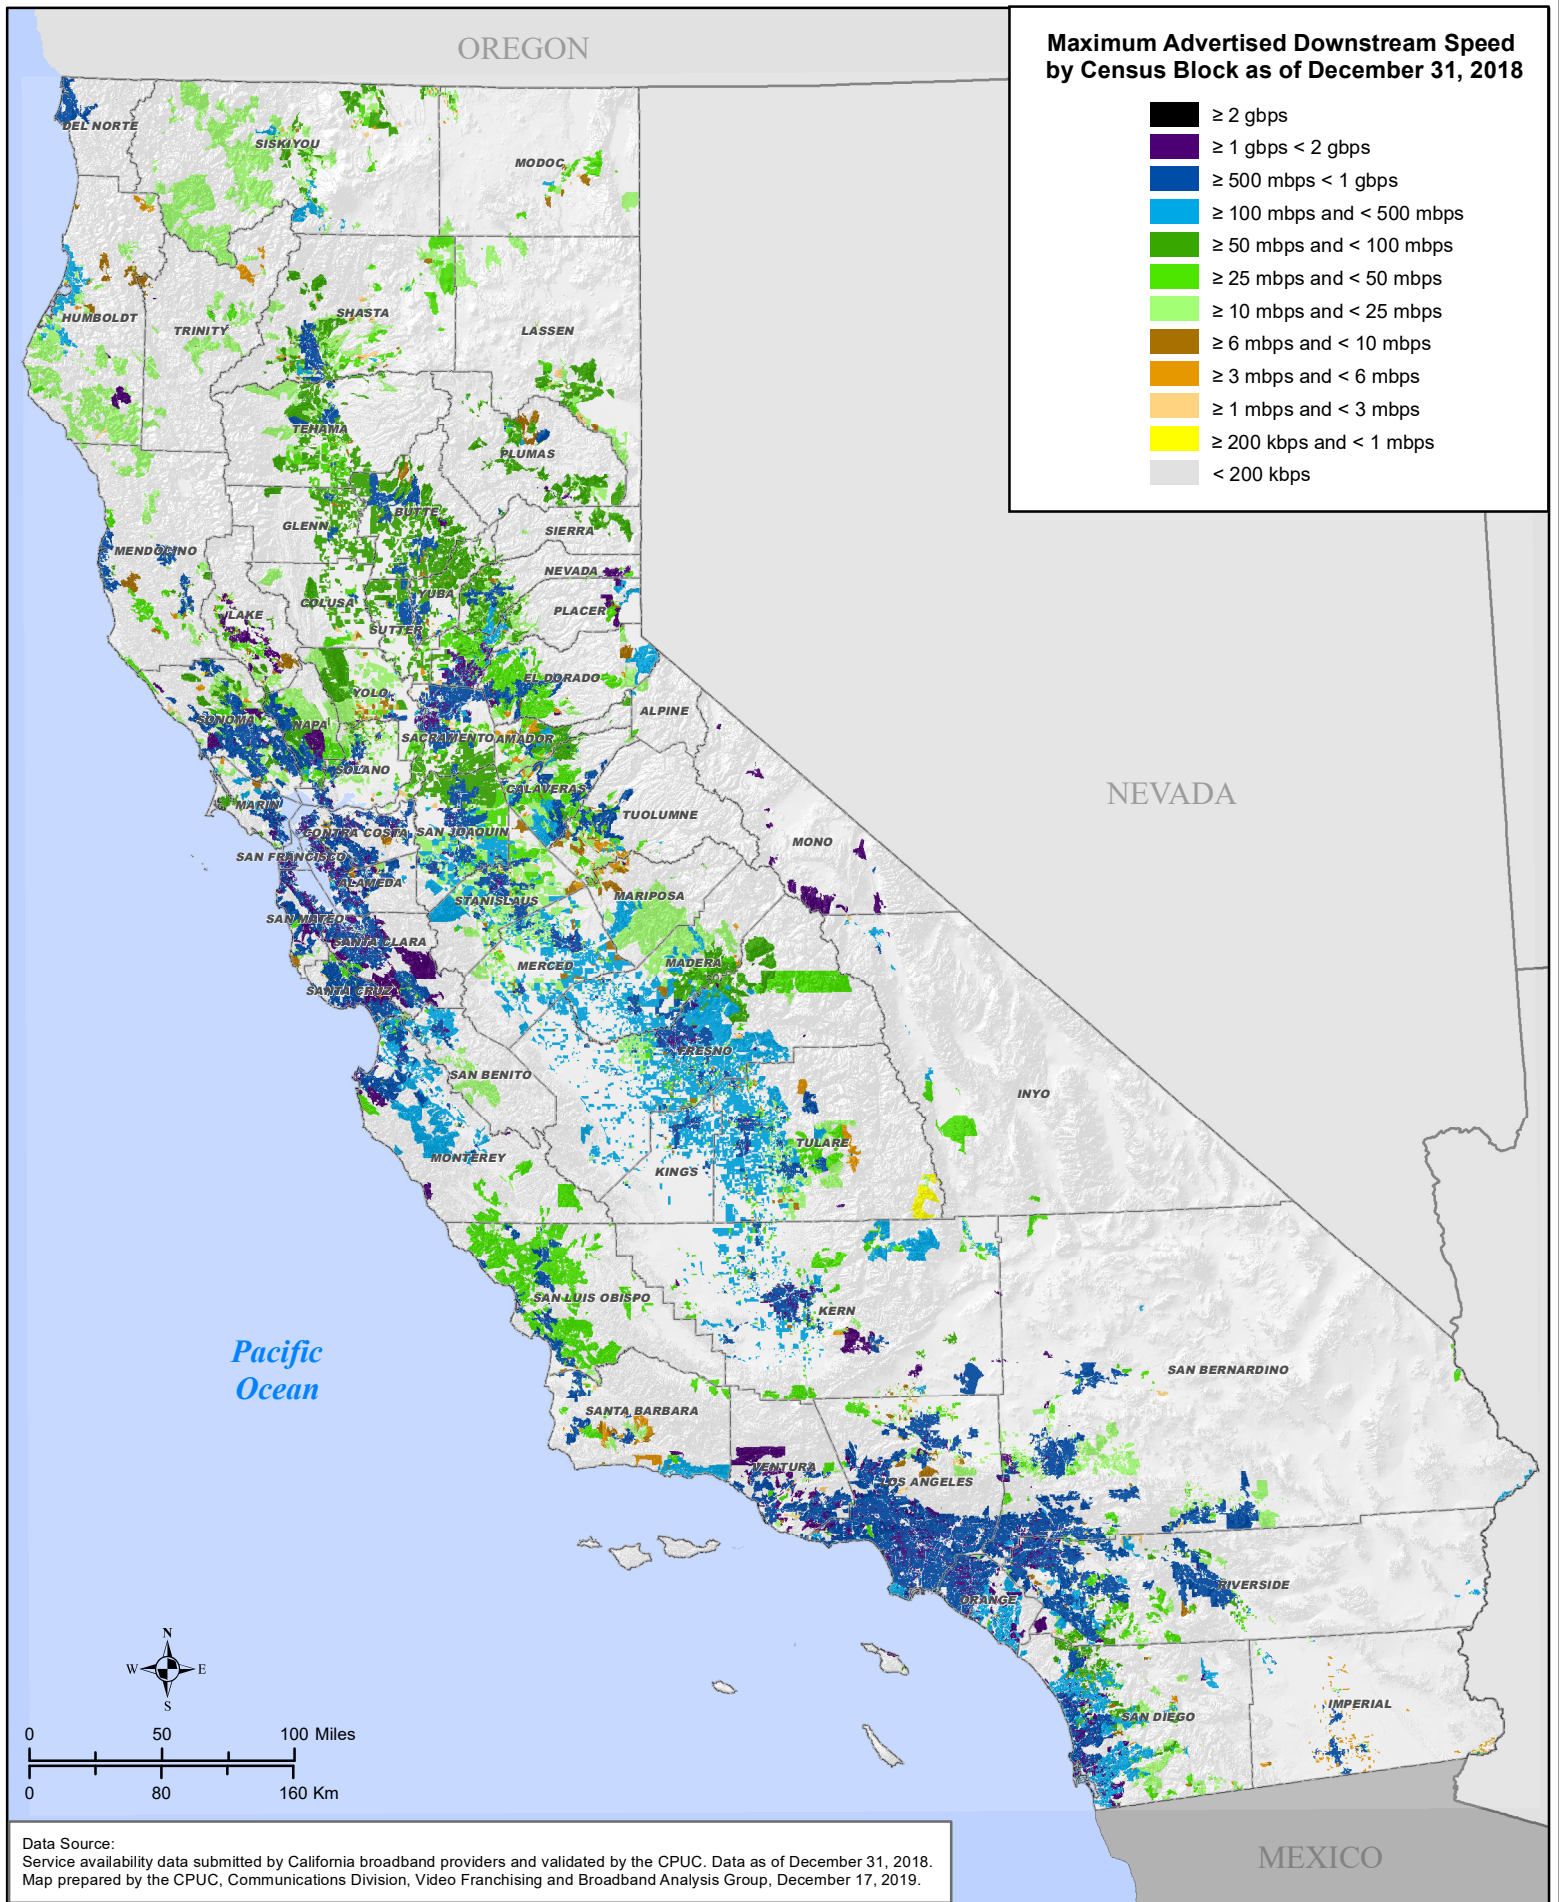 OREGON
Maximum Advertised Downstream Speed
by Census Block as of December 31, 2018
≥ 2 gbps
≥ 1 gbps < 2 gbps
≥ 500 mbps < 1 gbps
≥ 100 mbps and < 500 mbps
≥ 50 mbps and < 100 mbps
≥ 25 mbps and < 50 mbps
≥ 10 mbps and < 25 mbps
≥ 6 mbps and < 10 mbps
≥ 3 mbps and < 6 mbps
≥ 1 mbps and < 3 mbps
≥ 200 kbps and < 1 mbps
< 200 kbps
DEL NORTE
SISKIYOU
MODOC
HUMBOLDT
TRINITY
SHASTA
LASSEN
TEHAMA
PLUMAS
GLENN
BUTTE
SIERRA
MENDOCINO
NEVADA
COLUSA
YUBA
LAKE
PLACER
SUTTER
EL DORADO
YOLO
ALPINE
SONOMA
NAPA
SACRAMENTO
AMADOR
SOLANO
CALAVERAS
NEVADA
MARIN
TUOLUMNE
CONTRA COSTA
SAN JOAQUIN
MONO
SAN FRANCISCO
ALAMEDA
STANISLAUS
MARIPOSA
SAN MATEO
SANTA CLARA
MERCED
MADERA
SANTA CRUZ
FRESNO
SAN BENITO
INYO
TULARE
MONTEREY
KINGS
SAN LUIS OBISPO
KERN
Pacific
Ocean
SAN BERNARDINO
SANTA BARBARA
VENTURA
LOS ANGELES
RIVERSIDE
ORANGE
IMPERIAL
SAN DIEGO
N
W E
S
0 50 100 Miles
0 80 160 Km
MEXICO
Data Source:
Service availability data submitted by California broadband providers and validated by the CPUC. Data as of December 31, 2018.
Map prepared by the CPUC, Communications Division, Video Franchising and Broadband Analysis Group, December 17, 2019.